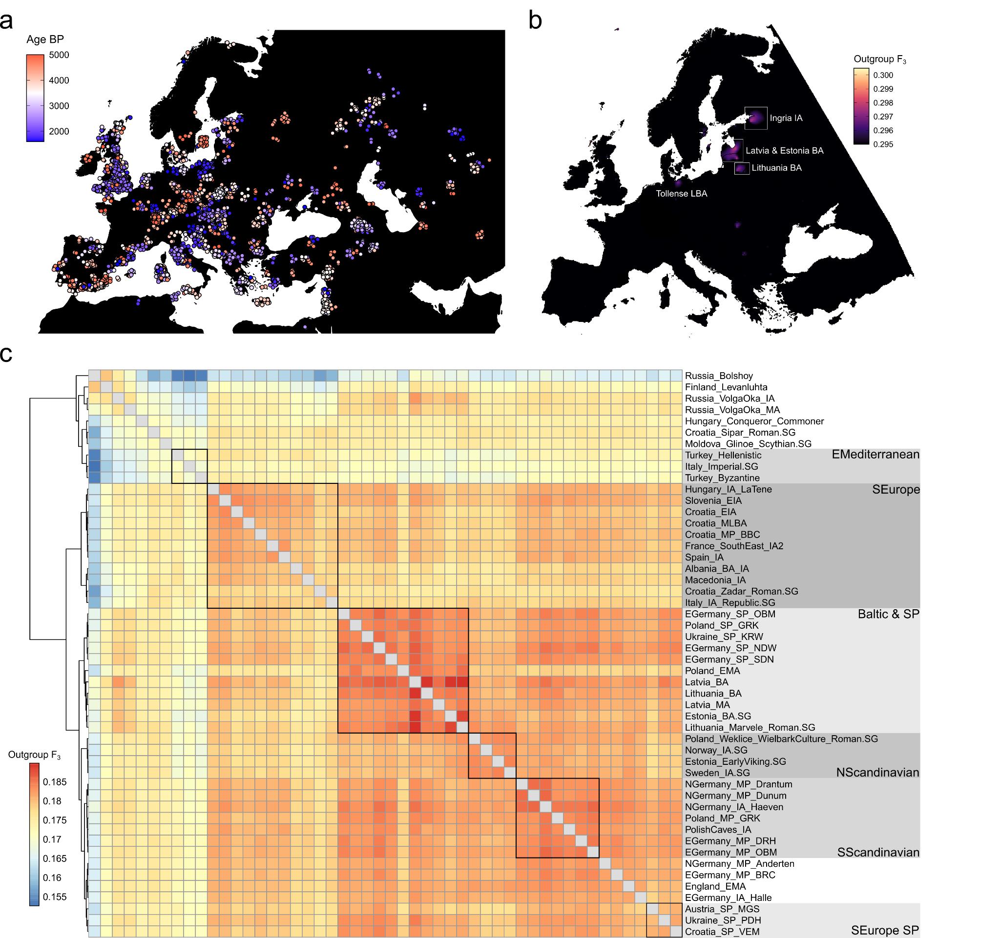 a
Age BP
5000
4000
3000
2000
b
Outgroup F3
0.300
0.299
0.298
0.297
0.296
0.295
Ingria IA
Latvia & Estonia BA
Lithuania BA
Tollense LBA
c
Russia_Bolshoy
Finland_Levanluhta
Russia_VolgaOka_IA
Russia_VolgaOka_MA
Hungary_Conqueror_Commoner
Croatia_Sipar_Roman.SG
Moldova_Glinoe_Scythian.SG
Turkey_Hellenistic EMediterranean
Italy_Imperial.SG
Turkey_Byzantine
Hungary_IA_LaTene SEurope
Slovenia_EIA
Croatia_EIA
Croatia_MLBA
Croatia_MP_BBC
France_SouthEast_IA2
Spain_IA
Albania_BA_IA
Macedonia_IA
Croatia_Zadar_Roman.SG
Italy_IA_Republic.SG
EGermany_SP_OBM Baltic & SP
Poland_SP_GRK
Ukraine_SP_KRW
EGermany_SP_NDW
EGermany_SP_SDN
Poland_EMA
Latvia_BA
Lithuania_BA
Latvia_MA
Estonia_BA.SG
Lithuania_Marvele_Roman.SG
Poland_Weklice_WielbarkCulture_Roman.SG
Norway_IA.SG
Estonia_EarlyViking.SG
Sweden_IA.SG NScandinavian
NGermany_MP_Drantum
NGermany_MP_Dunum
NGermany_IA_Haeven
Poland_MP_GRK
PolishCaves_IA
EGermany_MP_DRH
EGermany_MP_OBM SScandinavian
NGermany_MP_Anderten
EGermany_MP_BRC
England_EMA
EGermany_IA_Halle
Austria_SP_MGS
Ukraine_SP_PDH
Croatia_SP_VEM SEurope SP
Outgroup F3
0.185
0.18
0.175
0.17
0.165
0.16
0.155